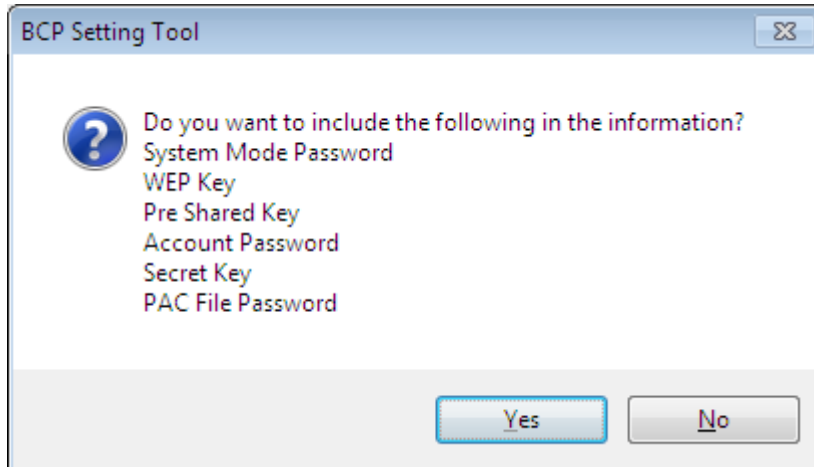 BCP Setting Tool
Do you want to include the following in the information?
System Mode Password
WEP Key
Pre Shared Key
Account Password
Secret Key
PAC File Password
Yes
No